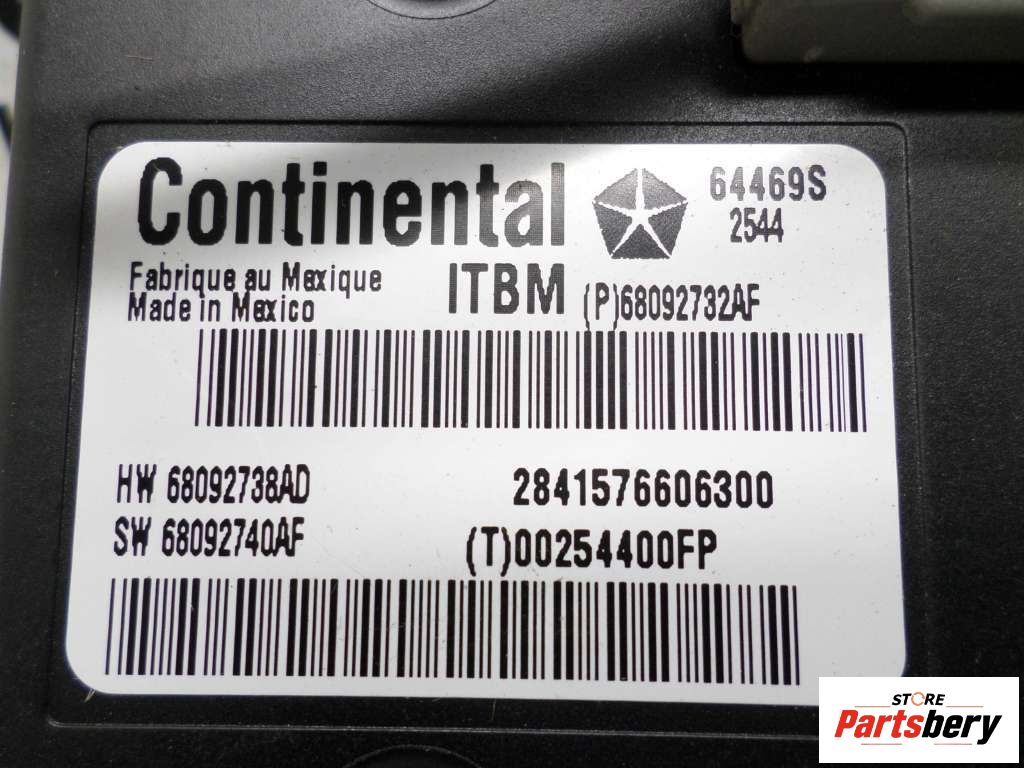 Continental
64469S
2544
Fabrique au Mexique
Made in Mexico
ITBM (P)68092732AF
HW 68092738AD
2841576606300
SW 68092740AF
(T)00254400FP
STORE
Partsbery